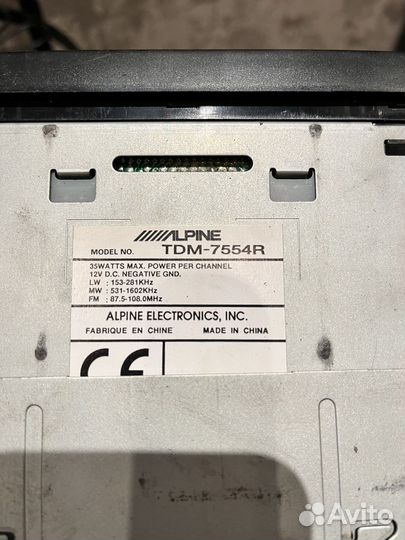 ALPINE
MODEL NO. TDM-7554R
35WATTS MAX. POWER PER CHANNEL
12V D.C. NEGATIVE GND.
LW : 153-281KHz
MW : 531-1602KHz
FM : 87.5-108.0MHz
ALPINE ELECTRONICS, INC.
FABRIQUE EN CHINE MADE IN CHINA
CE
Avito